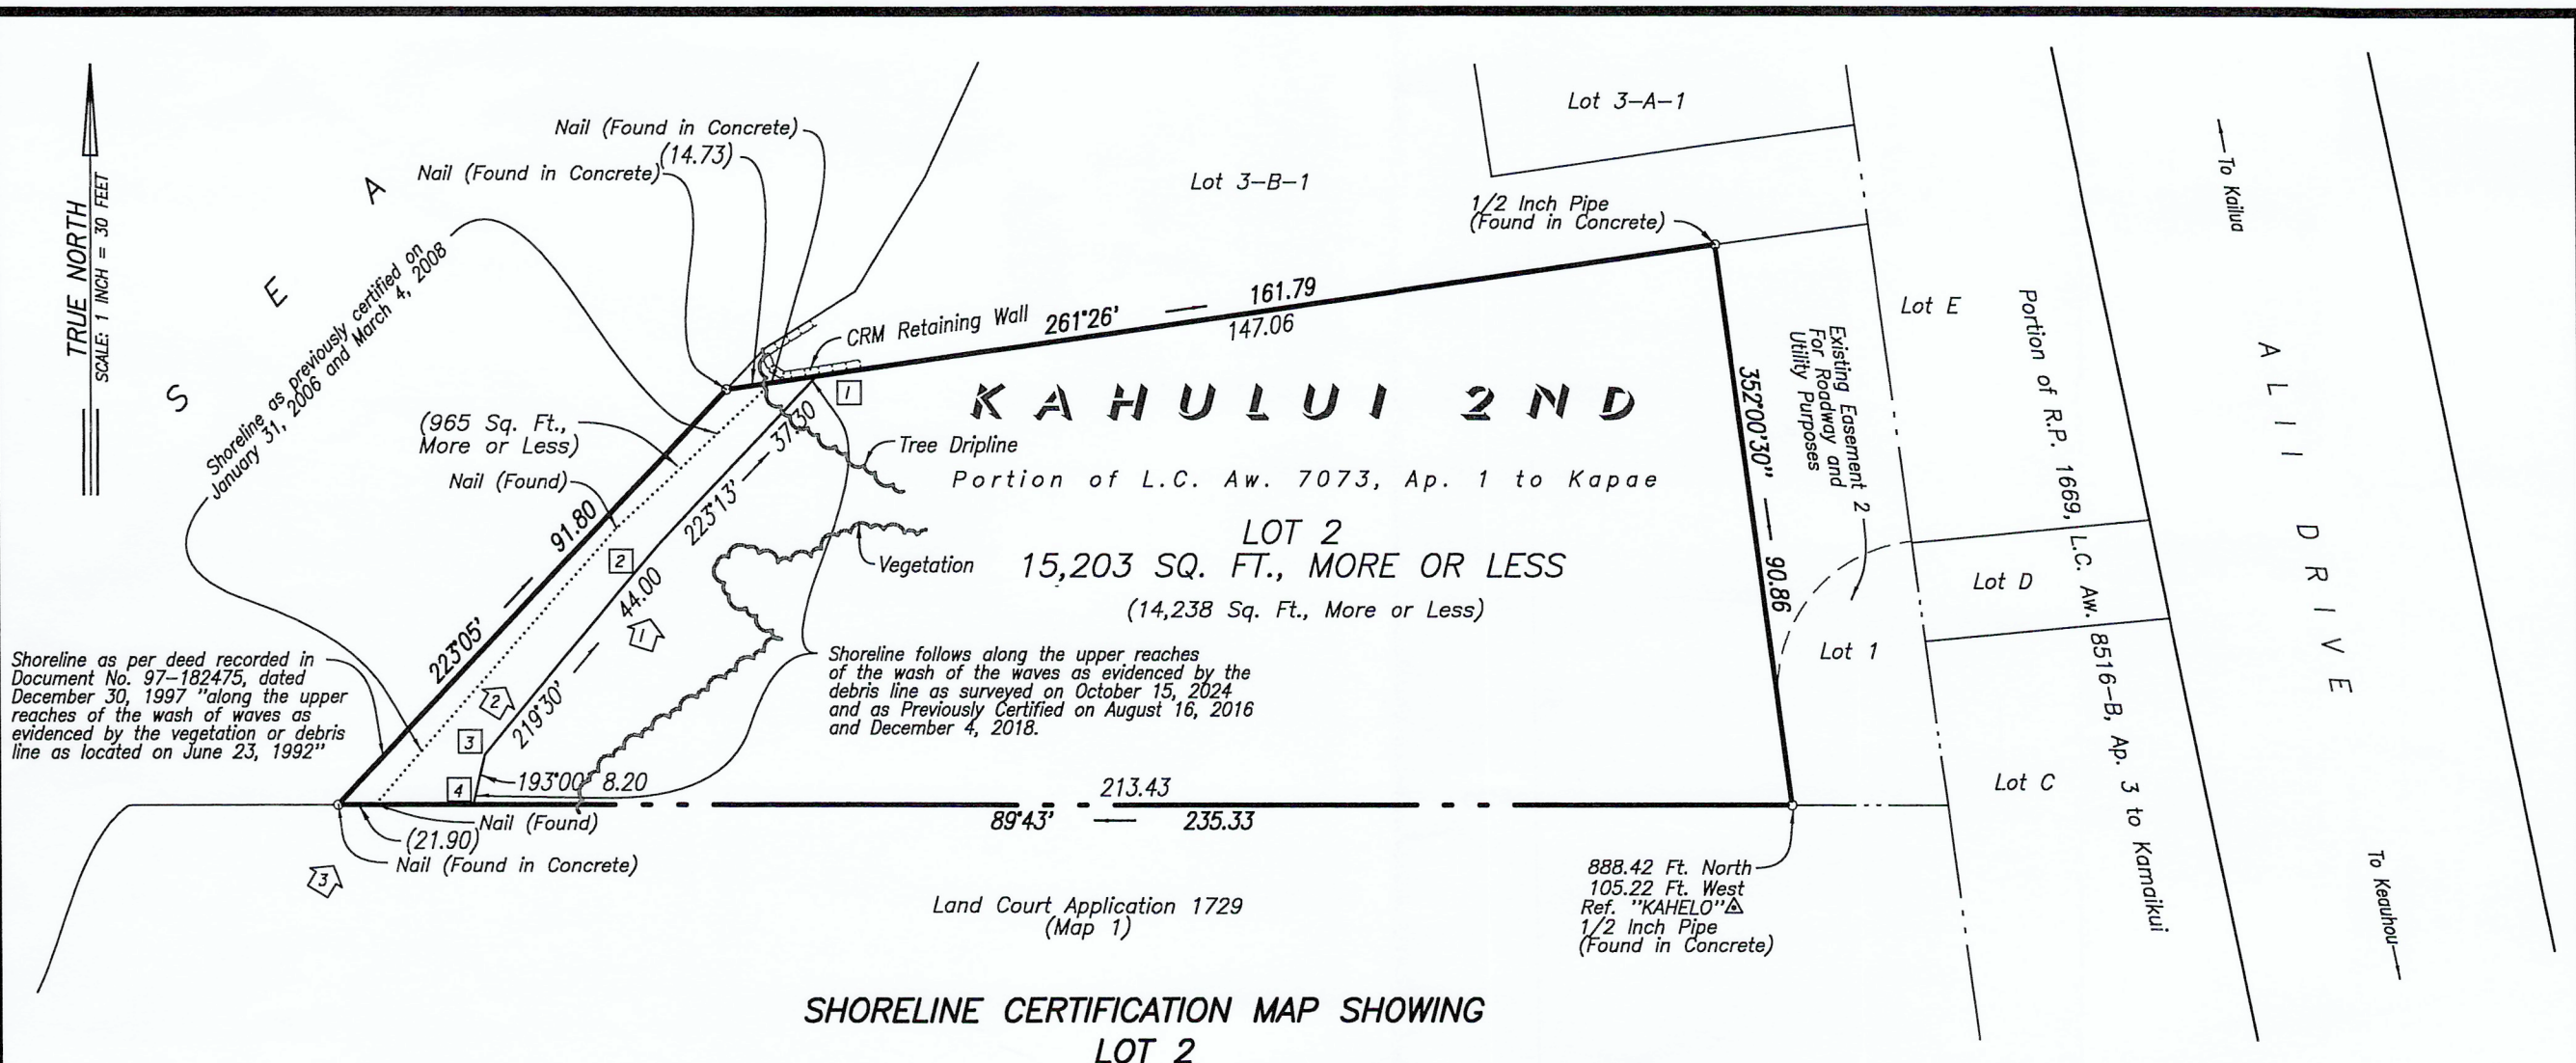 TRUE NORTH
SCALE: 1 INCH = 30 FEET
S E A
Nail (Found in Concrete)
(14.73)
Nail (Found in Concrete)
Shoreline as previously certified on
January 31, 2006 and March 4, 2008
Lot 3-A-1
Lot 3-B-1
1/2 Inch Pipe
(Found in Concrete)
CRM Retaining Wall
261°26'
161.79
147.06
1
KAHULUI 2ND
Portion of L.C. Aw. 7073, Ap. 1 to Kapae
LOT 2
15,203 SQ. FT., MORE OR LESS
(14,238 Sq. Ft., More or Less)
(965 Sq. Ft.,
More or Less)
Nail (Found)
Tree Dripline
Vegetation
37.30
223°13'
91.80
2
44.00
1
223°05'
2
219°30'
3
4
193°00' 8.20
Shoreline as per deed recorded in
Document No. 97-182475, dated
December 30, 1997 "along the upper
reaches of the wash of waves as
evidenced by the vegetation or debris
line as located on June 23, 1992"
Shoreline follows along the upper reaches
of the wash of the waves as evidenced by the
debris line as surveyed on October 15, 2024
and as Previously Certified on August 16, 2016
and December 4, 2018.
213.43
89°43'
235.33
Nail (Found)
(21.90)
Nail (Found in Concrete)
3
352°00'30"
90.86
Existing Easement 2
For Roadway and
Utility Purposes
Lot E
Lot D
Lot 1
Lot C
Portion of R.P. 1669, L.C. Aw. 8516-B, Ap. 3 to Kamaikui
To Kailua
ALII DRIVE
To Keauhou
888.42 Ft. North
105.22 Ft. West
Ref. "KAHELO"
1/2 Inch Pipe
(Found in Concrete)
Land Court Application 1729
(Map 1)
SHORELINE CERTIFICATION MAP SHOWING
LOT 2